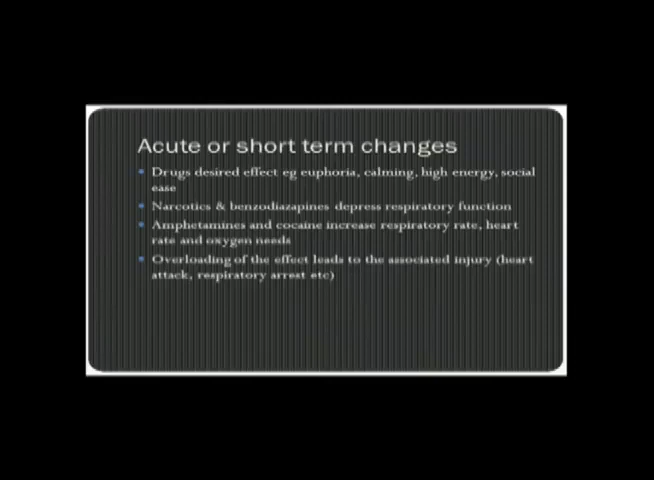 Acute or short term changes
Drugs desired effect eg euphoria, calming, high energy, social
ease
Narcotics & benzodiazapines depress respiratory function
Amphetamines and cocaine increase respiratory rate, heart
rate and oxygen needs
Overloading of the effect leads to the associated injury (heart
attack, respiratory arrest etc)